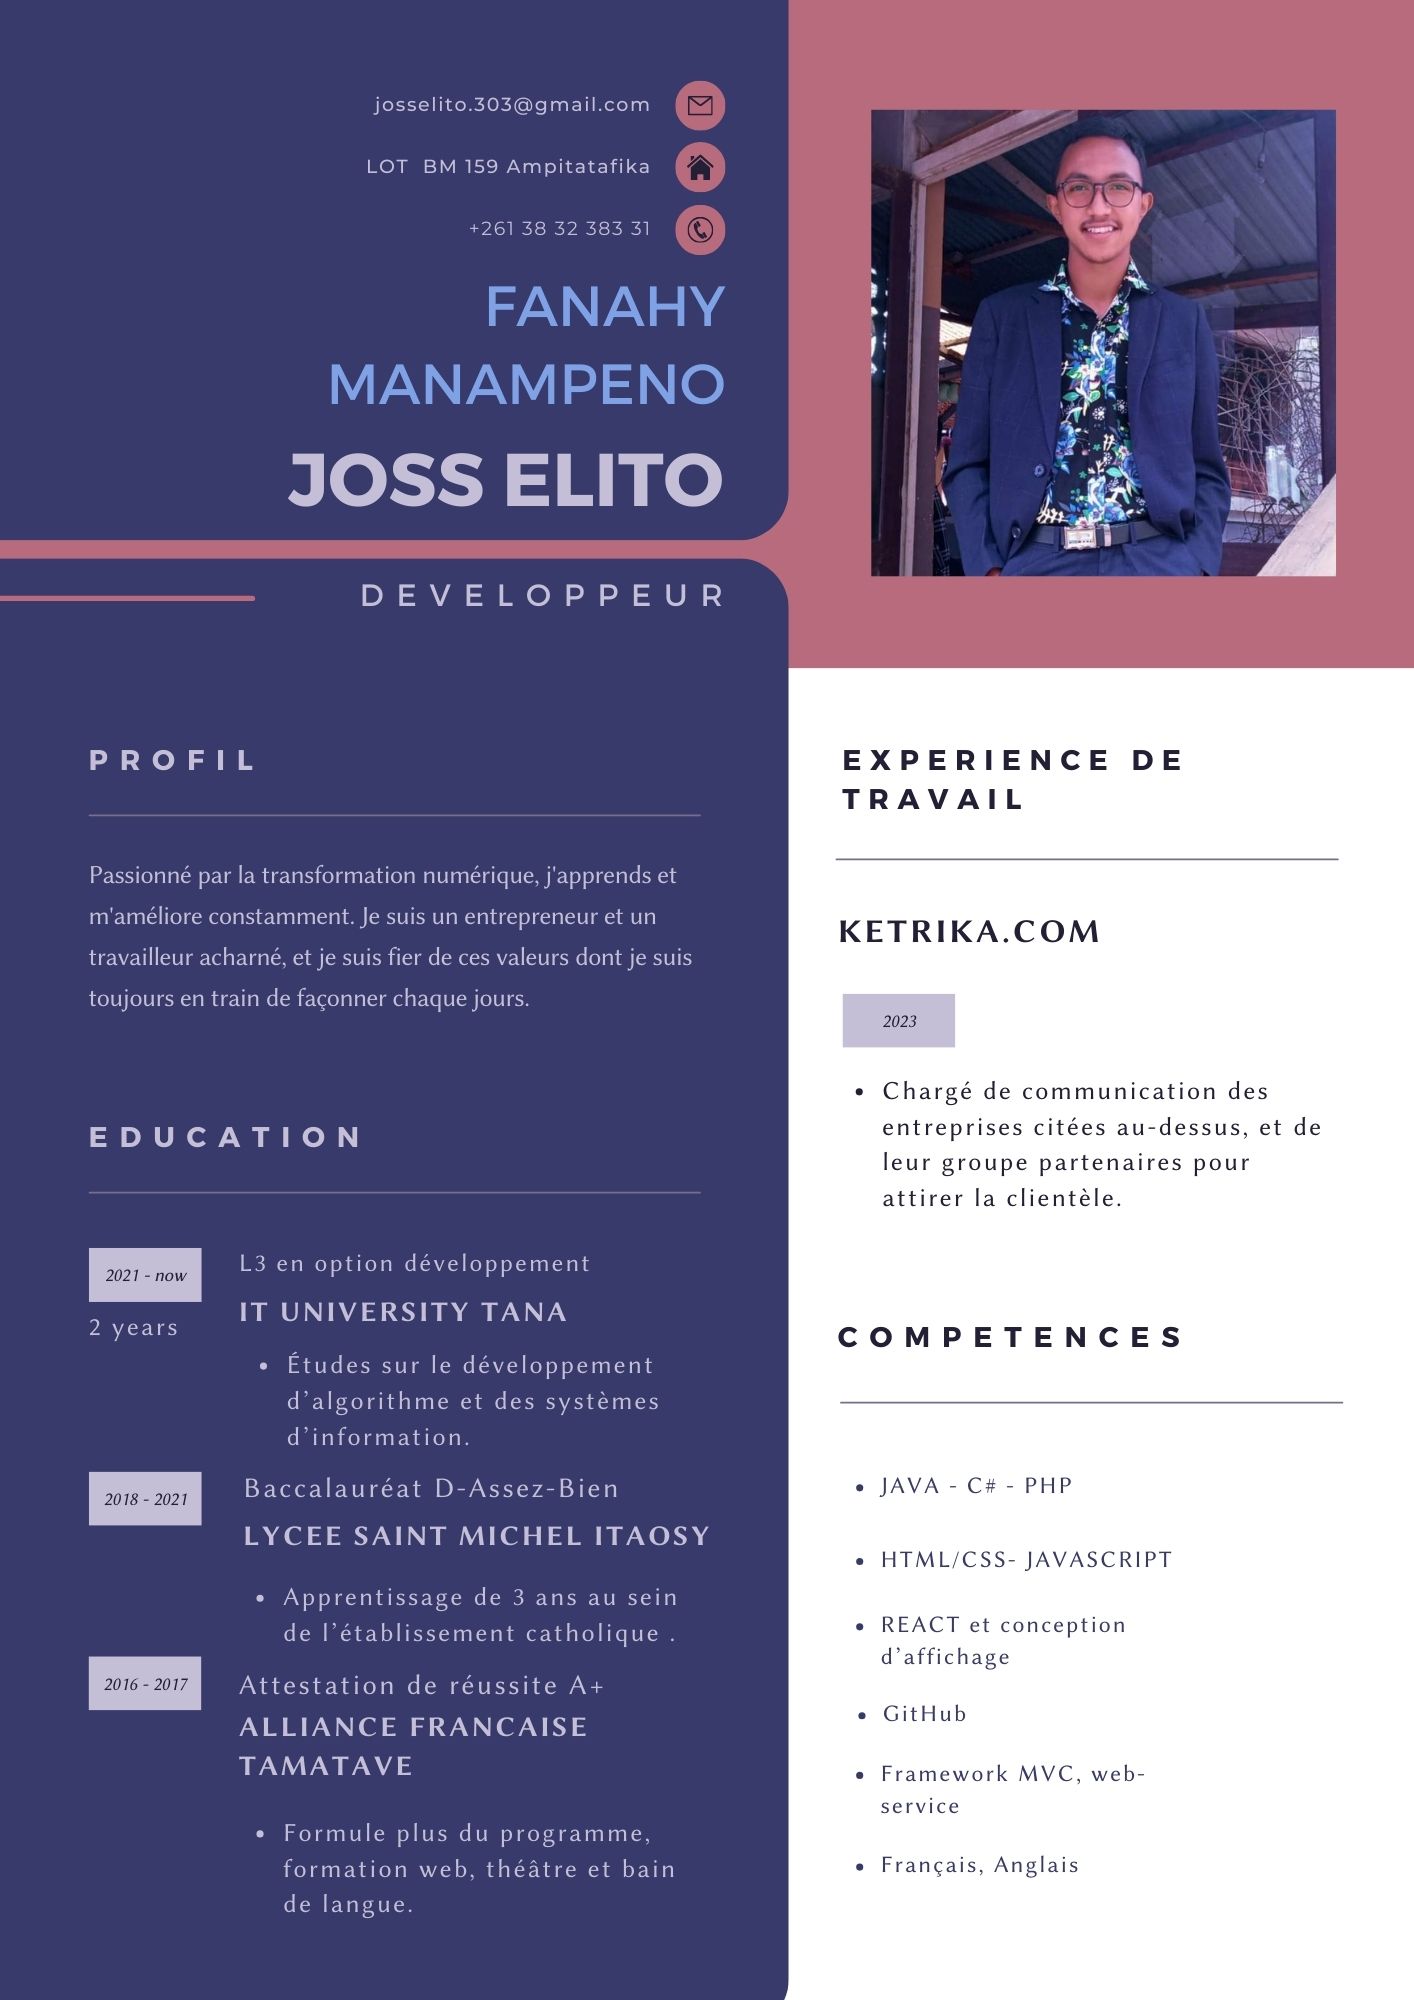 josselito.303@gmail.com
LOT  BM 159 Ampitatafika
+261 38 32 383 31
FANAHY
MANAMPENO
JOSS ELITO
DEVELOPPEUR
PROFIL
Passionné par la transformation numérique, j'apprends et
m'améliore constamment. Je suis un entrepreneur et un
travailleur acharné, et je suis fier de ces valeurs dont je suis
toujours en train de façonner chaque jours.
EDUCATION
2021 - now
2 years
L3 en option développement
IT UNIVERSITY TANA
• Études sur le développement
d’algorithme et des systèmes
d’information.
2018 - 2021
Baccalauréat D-Assez-Bien
LYCEE SAINT MICHEL ITAOSY
• Apprentissage de 3 ans au sein
de l’établissement catholique .
2016 - 2017
Attestation de réussite A+
ALLIANCE FRANCAISE
TAMATAVE
• Formule plus du programme,
formation web, théâtre et bain
de langue.
EXPERIENCE DE
TRAVAIL
KETRIKA.COM
2023
• Chargé de communication des
entreprises citées au-dessus, et de
leur groupe partenaires pour
attirer la clientèle.
COMPETENCES
• JAVA - C# - PHP
• HTML/CSS- JAVASCRIPT
• REACT et conception
d’affichage
• GitHub
• Framework MVC, web-
service
• Français, Anglais